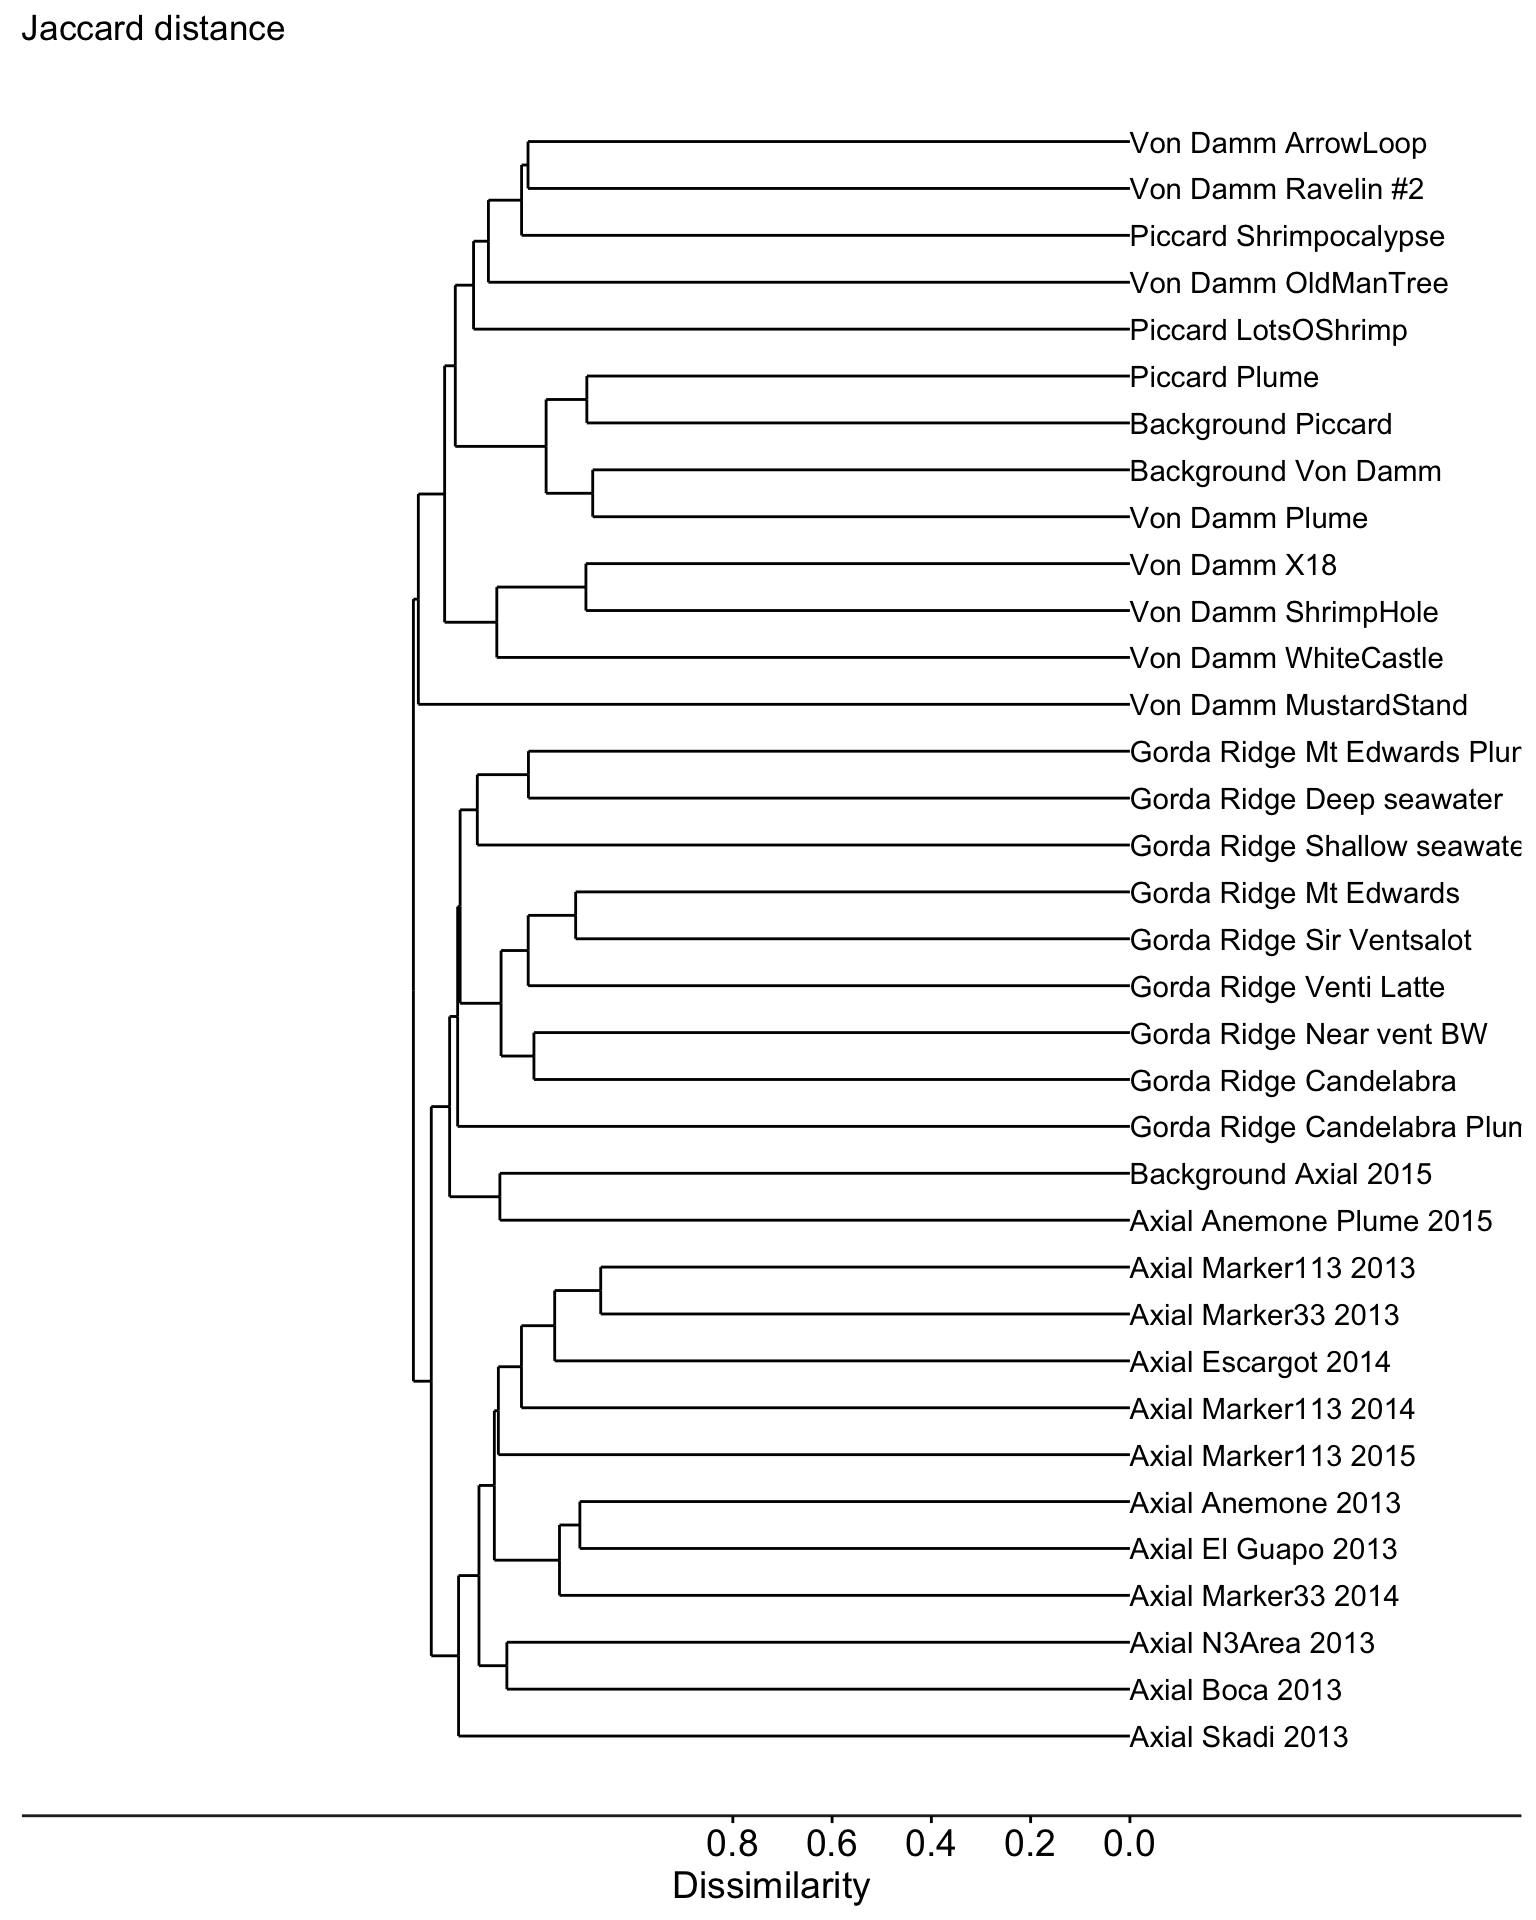 Jaccard distance
Von Damm ArrowLoop
Von Damm Ravelin #2
Piccard Shrimpocalypse
Von Damm OldManTree
Piccard LotsOShrimp
Piccard Plume
Background Piccard
Background Von Damm
Von Damm Plume
Von Damm X18
Von Damm ShrimpHole
Von Damm WhiteCastle
Von Damm MustardStand
Gorda Ridge Mt Edwards
Gorda Ridge Deep seawater
Gorda Ridge Shallow
Gorda Ridge Mt Edwards
Gorda Ridge Sir Ventsalot
Gorda Ridge Venti Latte
Gorda Ridge Near vent BW
Gorda Ridge Candelabra
Gorda Ridge Candelabra
Background Axial 2015
Axial Anemone Plume 2015
Axial Marker113 2013
Axial Marker33 2013
Axial Escargot 2014
Axial Marker113 2014
Axial Marker113 2015
Axial Anemone 2013
Axial El Guapo 2013
Axial Marker33 2014
Axial N3Area 2013
Axial Boca 2013
Axial Skadi 2013
0.8 0.6 0.4 0.2 0.0
Dissimilarity